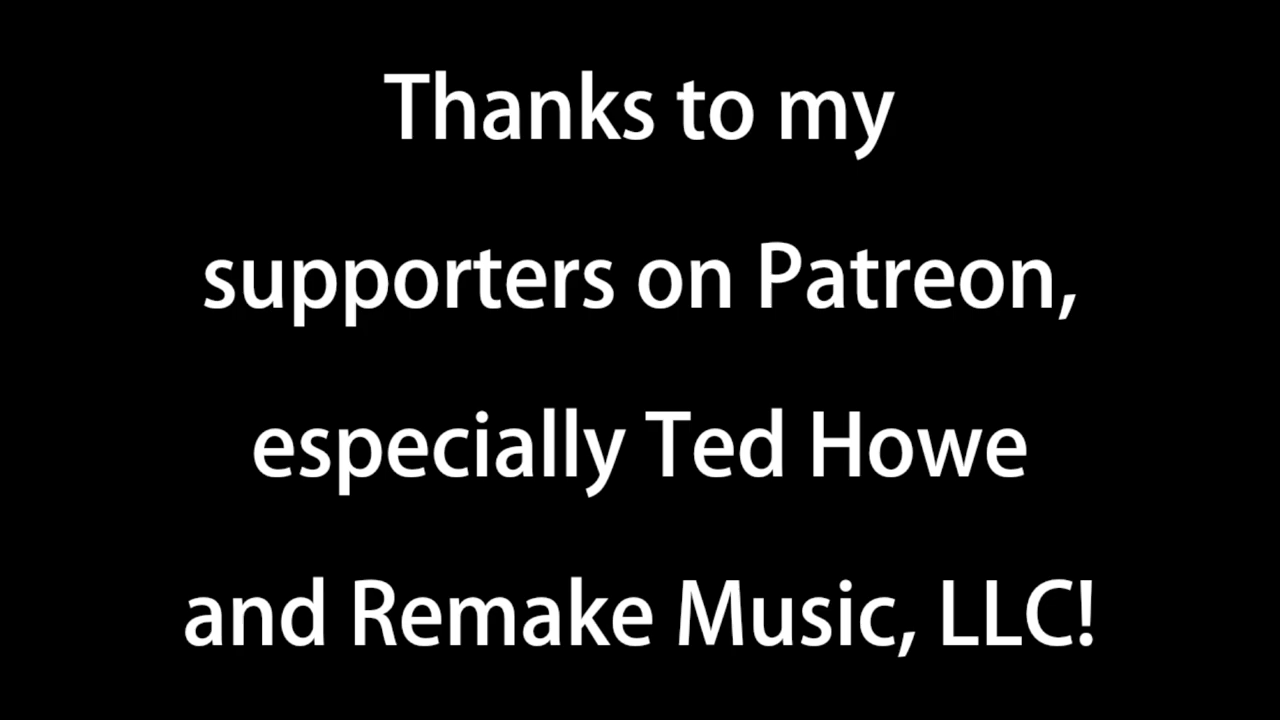 Thanks to my
supporters on Patreon,
especially Ted Howe
and Remake Music, LLC!